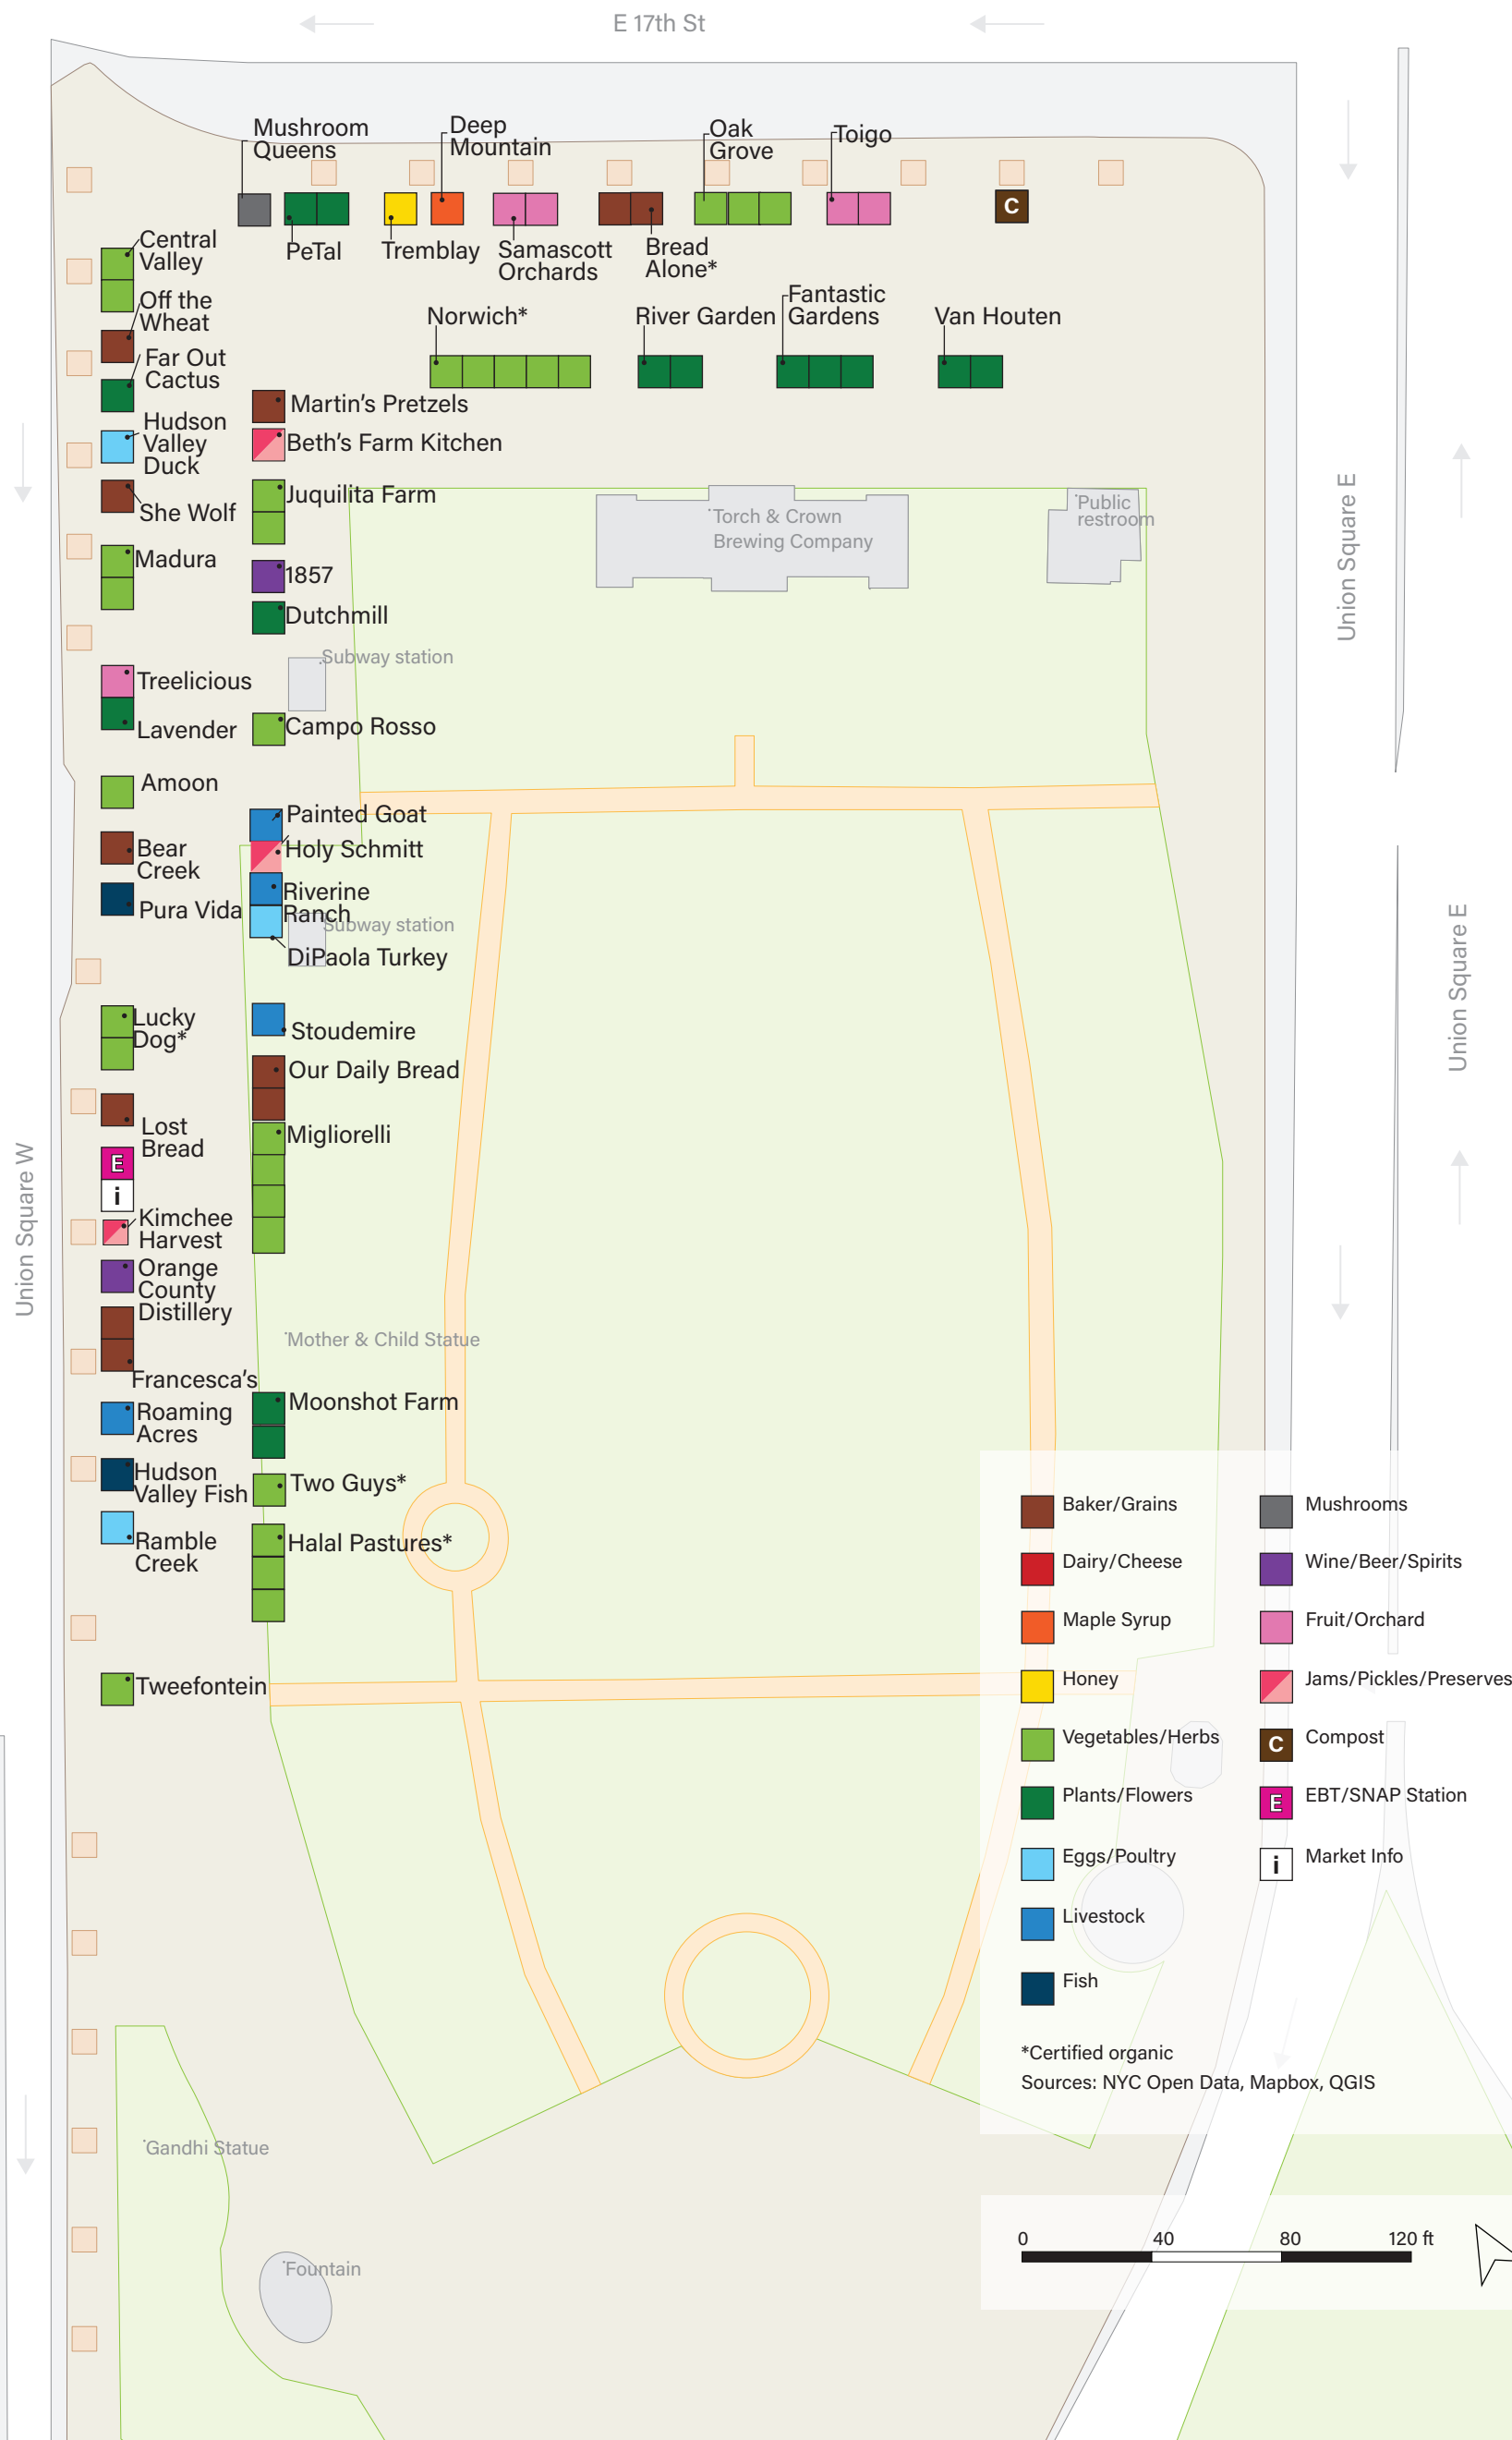 E 17th St
Mushroom
Queens
Deep
Mountain
Oak
Grove
Toigo
C
PeTal
Tremblay
Samascott
Orchards
Bread
Alone*
Central
Valley
Off the
Wheat
Far Out
Cactus
Hudson
Valley
Duck
She Wolf
Madura
Treelicious
Lavender
Amoon
Bear
Creek
Pura Vida
Lucky
Dog*
Lost
Bread
E
i
Kimchee
Harvest
Orange
County
Distillery
Francesca's
Roaming
Acres
Hudson
Valley Fish
Ramble
Creek
Tweefontein
Norwich*
River Garden
Fantastic
Gardens
Van Houten
Martin's Pretzels
Beth's Farm Kitchen
Juquilita Farm
1857
Dutchmill
Subway station
Campo Rosso
Painted Goat
Holy Schmitt
Riverine
Ranch
Subway station
DiPaola Turkey
Stoudemire
Our Daily Bread
Migliorelli
Mother & Child Statue
Moonshot Farm
Two Guys*
Halal Pastures*
Torch & Crown
Brewing Company
Public
restroom
Union Square E
Union Square E
Union Square W
Gandhi Statue
Fountain
Baker/Grains
Dairy/Cheese
Maple Syrup
Honey
Vegetables/Herbs
Plants/Flowers
Eggs/Poultry
Livestock
Fish
Mushrooms
Wine/Beer/Spirits
Fruit/Orchard
Jams/Pickles/Preserves
C
Compost
E
EBT/SNAP Station
i
Market Info
*Certified organic
Sources: NYC Open Data, Mapbox, QGIS
0 40 80 120 ft